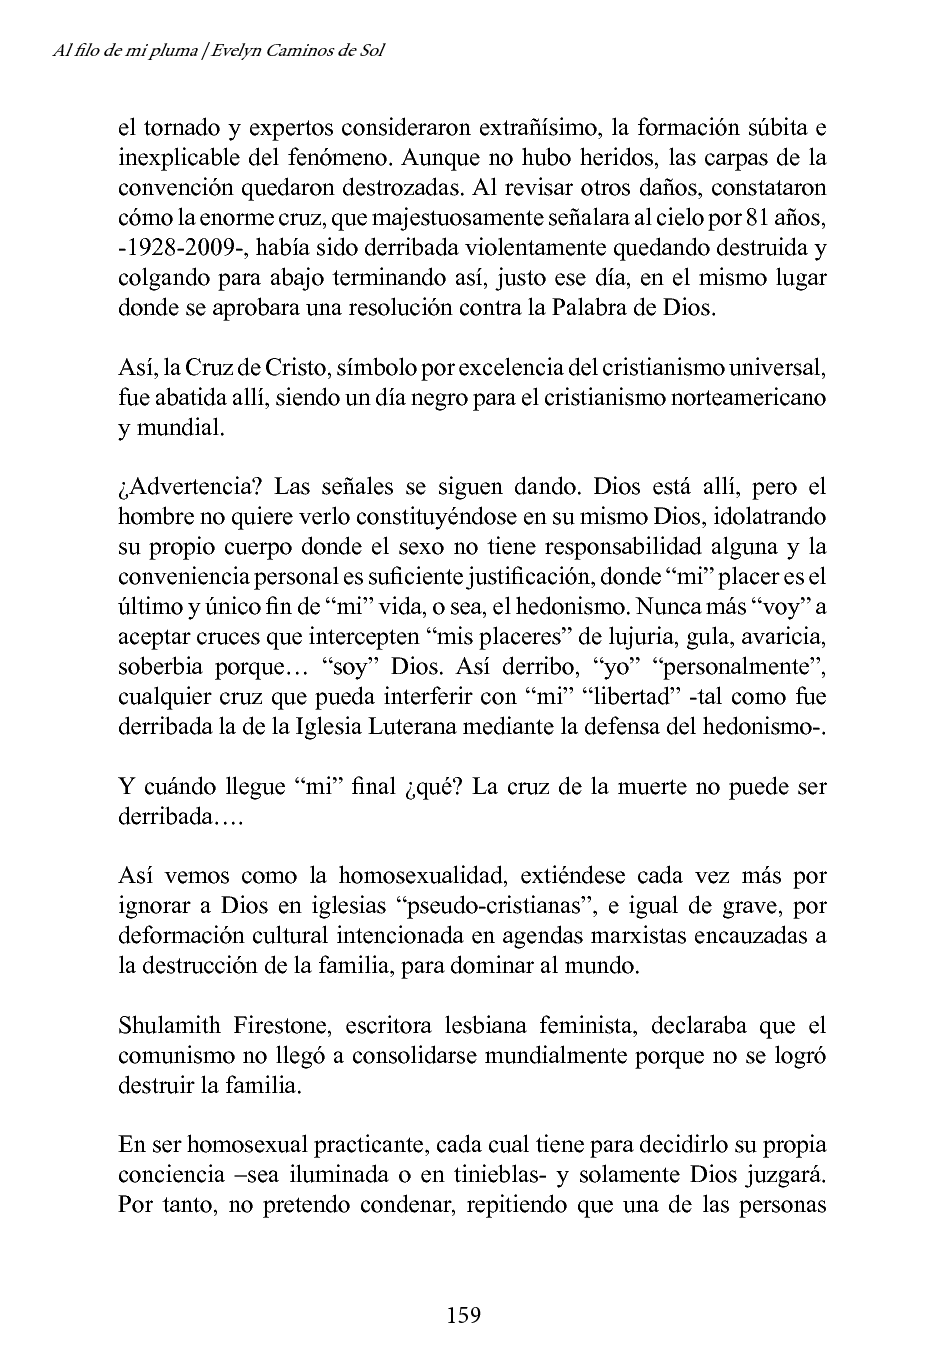 Al filo de mi pluma / Evelyn Caminos de Sol
el tornado y expertos consideraron extrañísimo, la formación súbita e
inexplicable del fenómeno. Aunque no hubo heridos, las carpas de la
convención quedaron destrozadas. Al revisar otros daños, constataron
cómo la enorme cruz, que majestuosamente señalara al cielo por 81 años,
-1928-2009-, había sido derribada violentamente quedando destruida y
colgando para abajo terminando así, justo ese día, en el mismo lugar
donde se aprobara una resolución contra la Palabra de Dios.
Así, la Cruz de Cristo, símbolo por excelencia del cristianismo universal,
fue abatida allí, siendo un día negro para el cristianismo norteamericano
y mundial.
¿Advertencia? Las señales se siguen dando. Dios está allí, pero el
hombre no quiere verlo constituyéndose en su mismo Dios, idolatrando
su propio cuerpo donde el sexo no tiene responsabilidad alguna y la
conveniencia personal es suficiente justificación, donde “mi” placer es el
último y único fin de “mi” vida, o sea, el hedonismo. Nunca más “voy” a
aceptar cruces que intercepten “mis placeres” de lujuria, gula, avaricia,
soberbia porque… “soy” Dios. Así derribo, “yo” “personalmente”,
cualquier cruz que pueda interferir con “mi” “libertad” -tal como fue
derribada la de la Iglesia Luterana mediante la defensa del hedonismo-.
Y cuándo llegue “mi” final ¿qué? La cruz de la muerte no puede ser
derribada….
Así vemos como la homosexualidad, extiéndese cada vez más por
ignorar a Dios en iglesias “pseudo-cristianas”, e igual de grave, por
deformación cultural intencionada en agendas marxistas encauzadas a
la destrucción de la familia, para dominar al mundo.
Shulamith Firestone, escritora lesbiana feminista, declaraba que el
comunismo no llegó a consolidarse mundialmente porque no se logró
destruir la familia.
En ser homosexual practicante, cada cual tiene para decidirlo su propia
conciencia –sea iluminada o en tinieblas- y solamente Dios juzgará.
Por tanto, no pretendo condenar, repitiendo que una de las personas
159